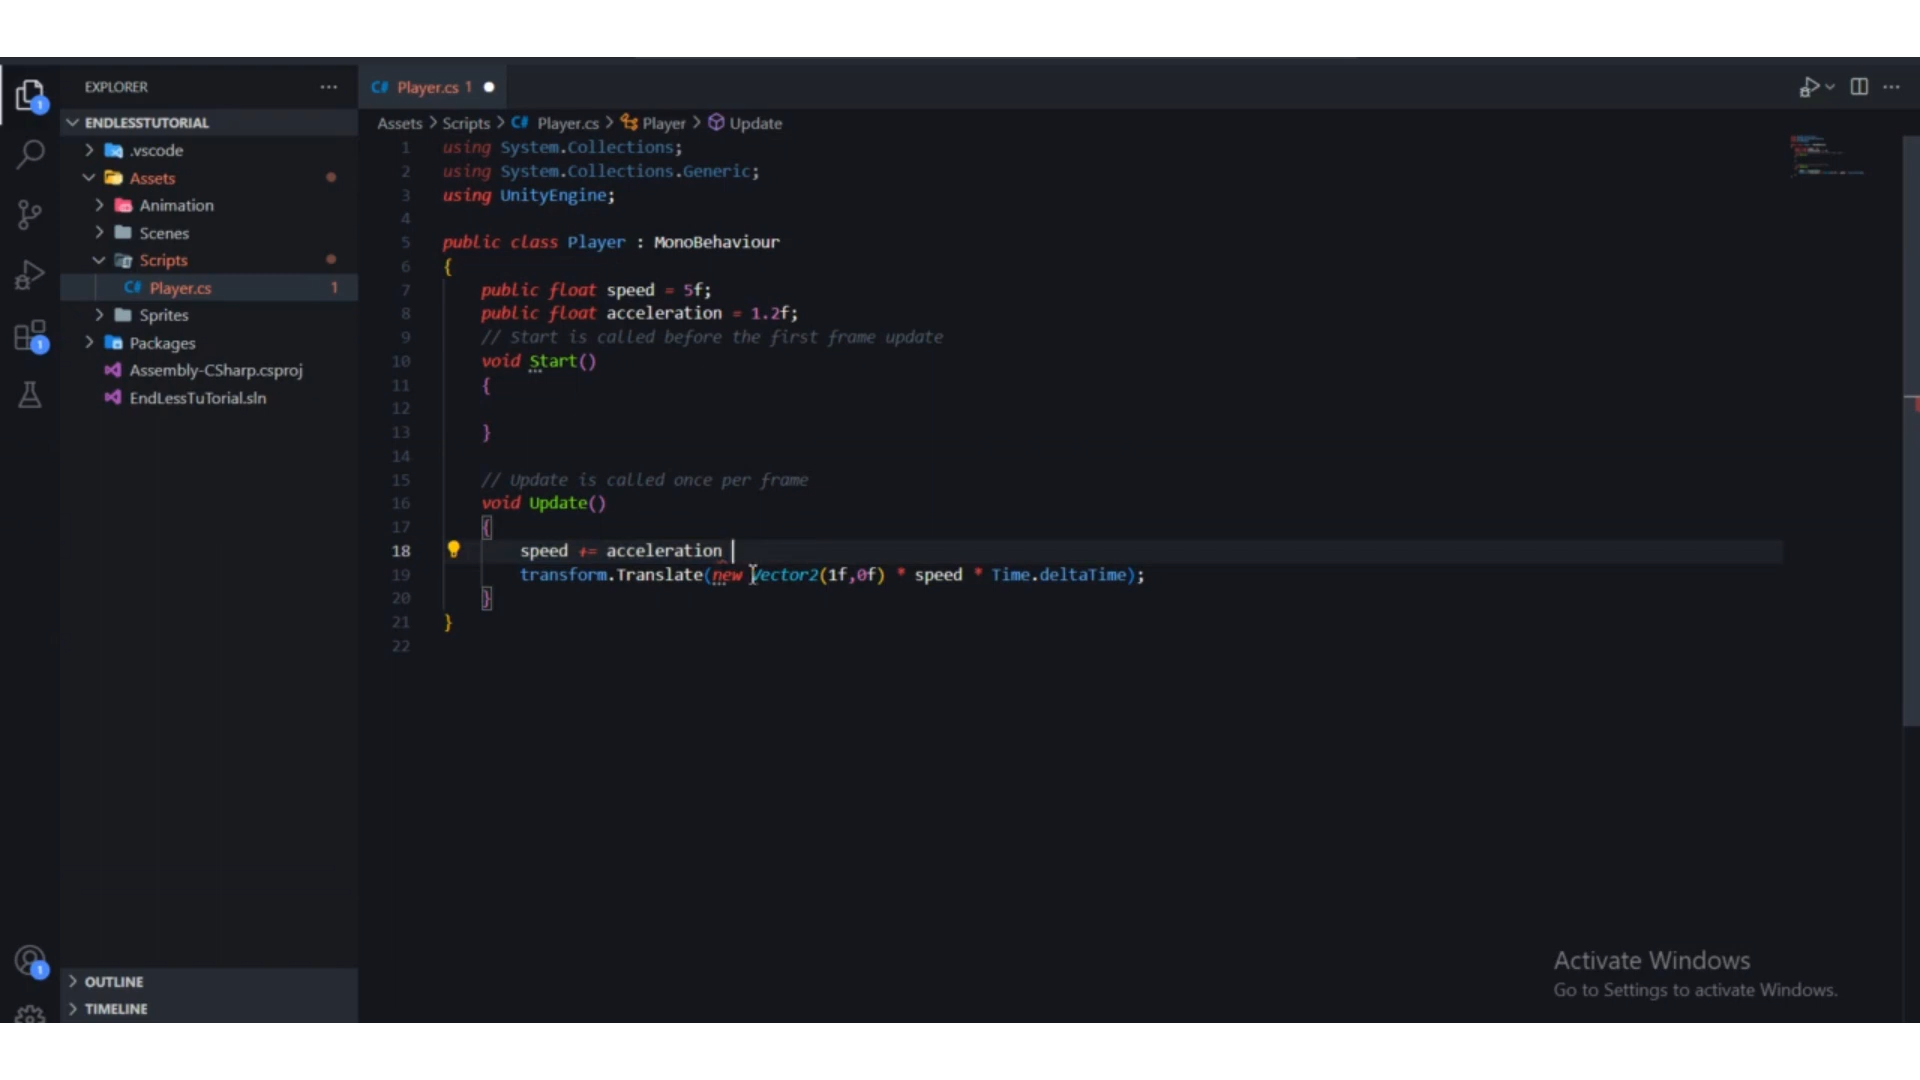 EXPLORER
C# Player.cs 1
ENDLESSTUTORIAL
Assets > Scripts > C# Player.cs > Player > Update
.vscode
Assets
Animation
Scenes
Scripts
C# Player.cs 1
Sprites
Packages
Assembly-CSharp.csproj
EndLessTuTorial.sln
1 using System.Collections;
2 using System.Collections.Generic;
3 using UnityEngine;
4
5 public class Player : MonoBehaviour
6 {
7 public float speed = 5f;
8 public float acceleration = 1.2f;
9 // Start is called before the first frame update
10 void Start()
11 {
12
13 }
14
15 // Update is called once per frame
16 void Update()
17 {
18 speed += acceleration
19 transform.Translate(new Vector2(1f,0f) * speed * Time.deltaTime);
20 }
21 }
22
1
1
1
OUTLINE
TIMELINE
Activate Windows
Go to Settings to activate Windows.